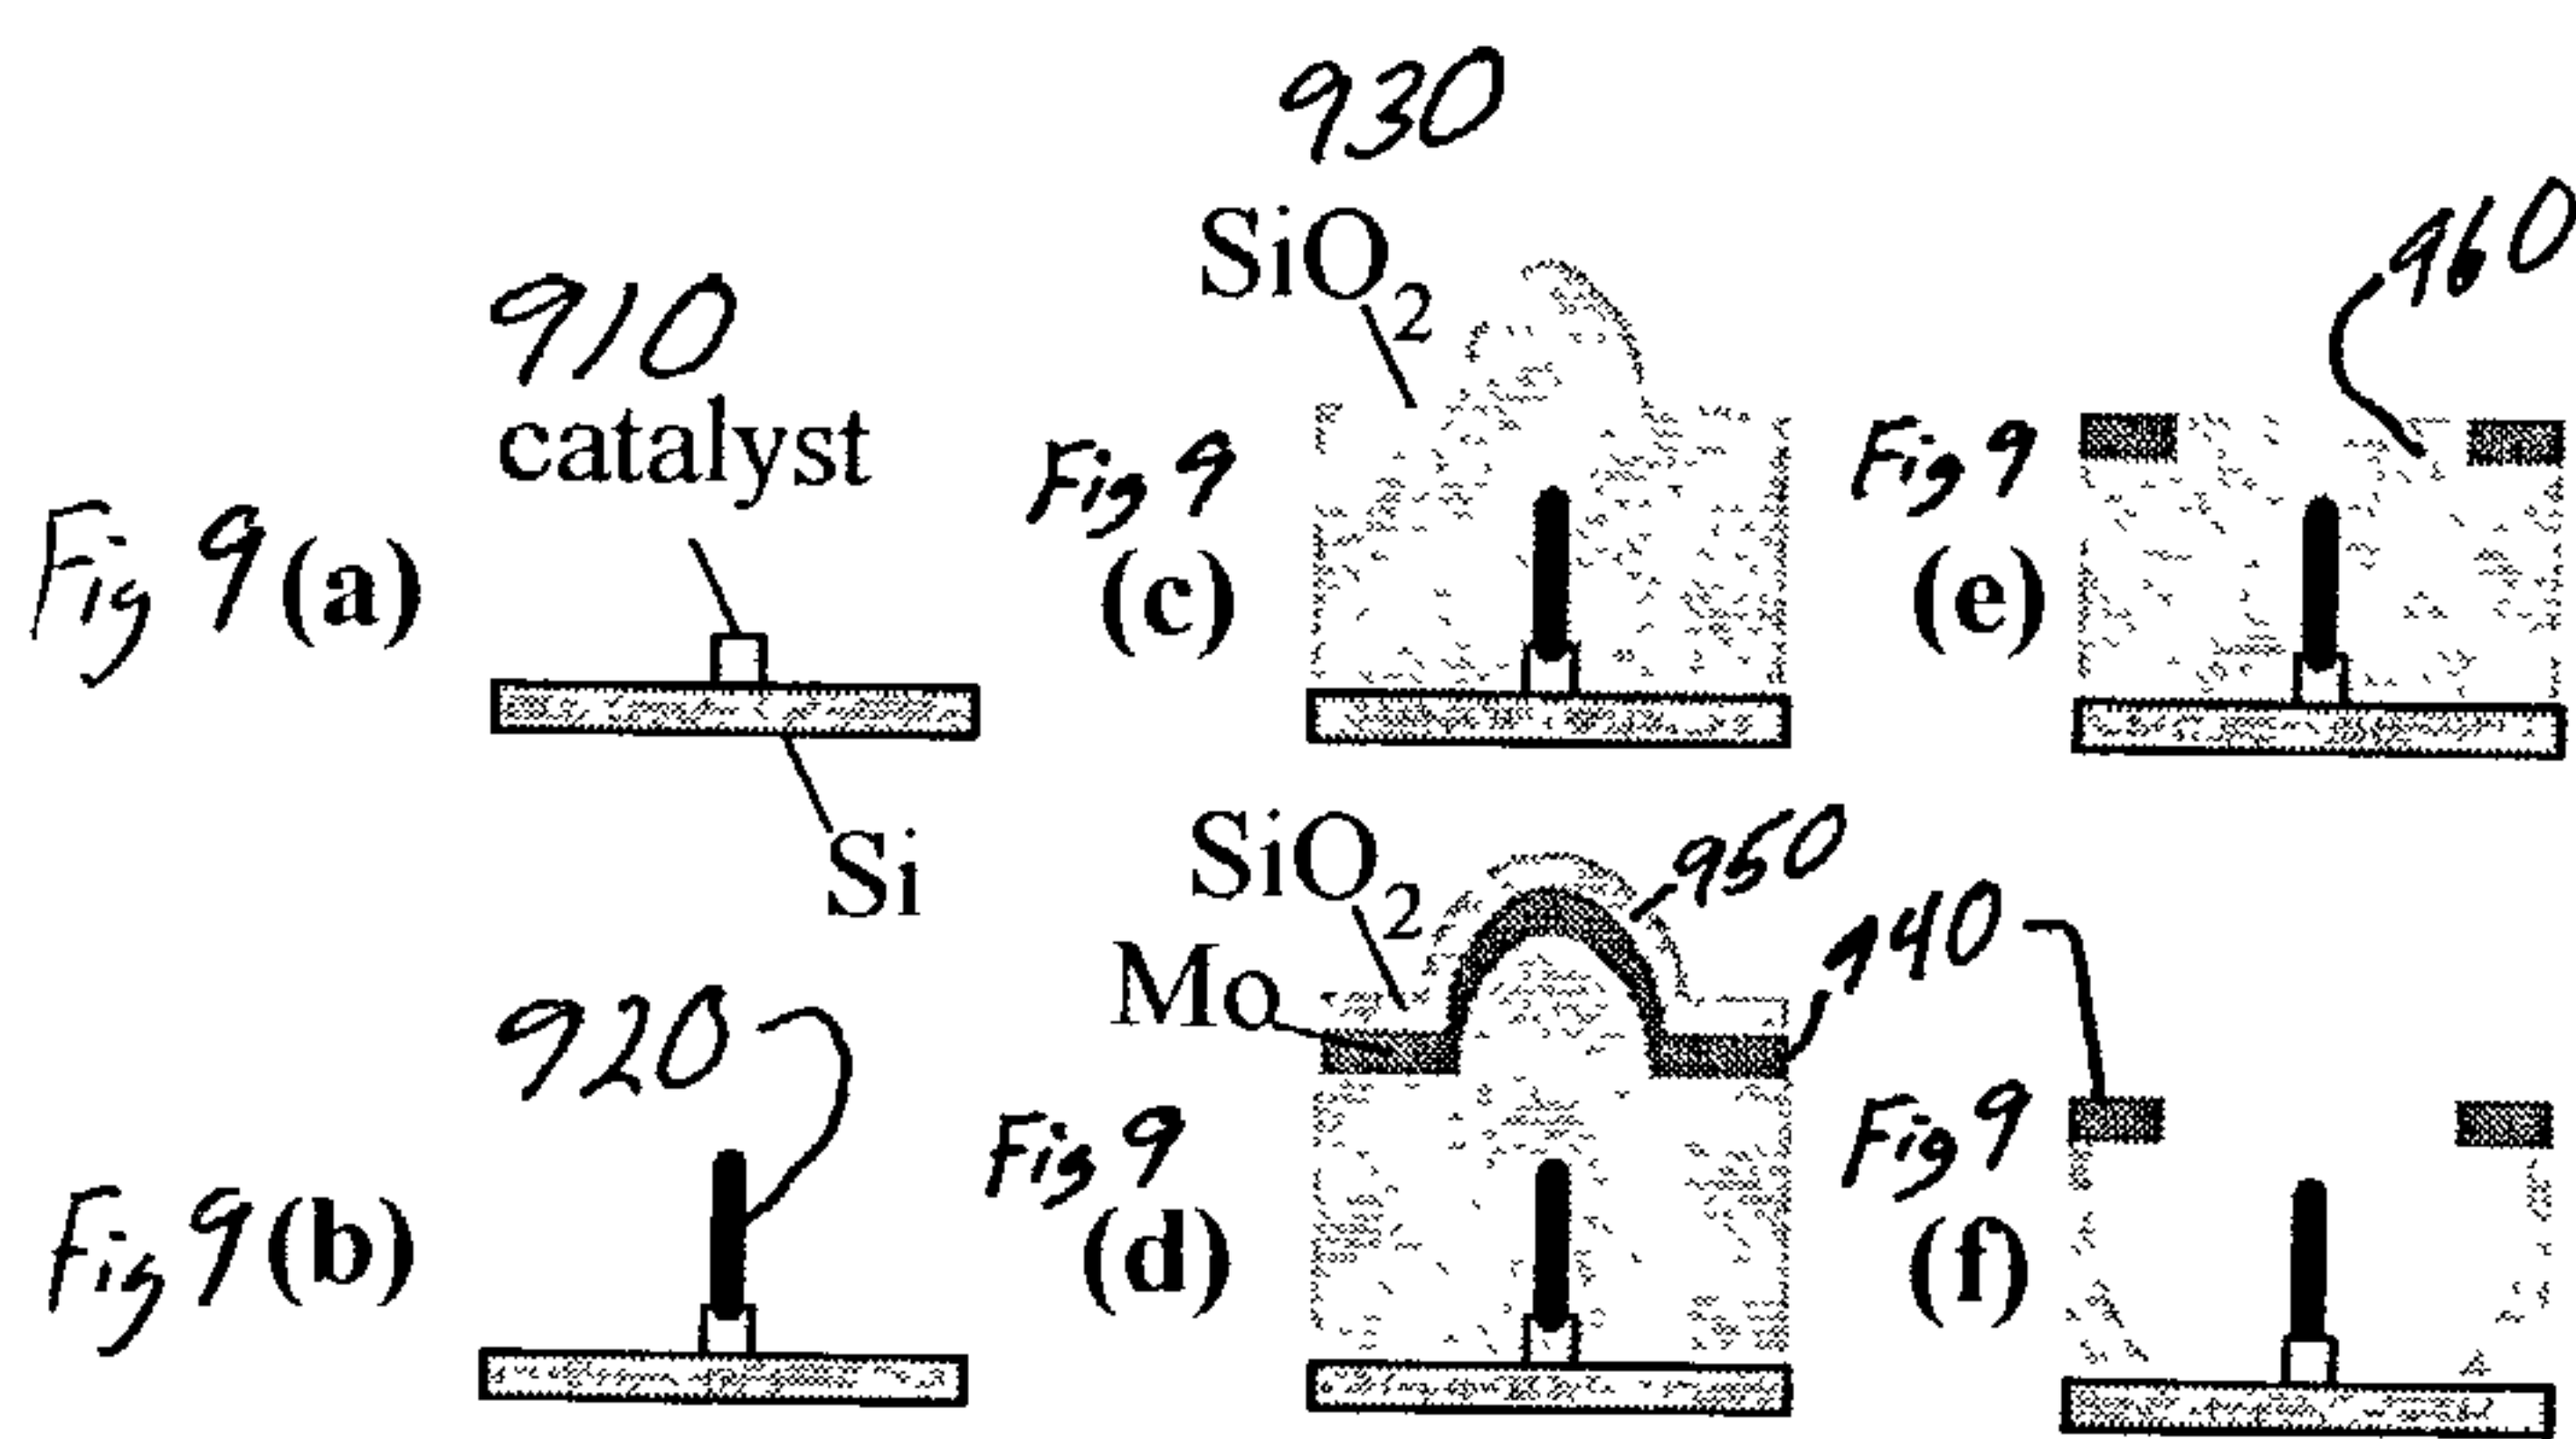 910
catalyst
Fig 9 (a)
Si
920
Fig 9 (b)
930
SiO₂
Fig 9
(c)
SiO₂
950
Mo
940
Fig 9
(d)
960
Fig 9
(e)
Fig 9
(f)